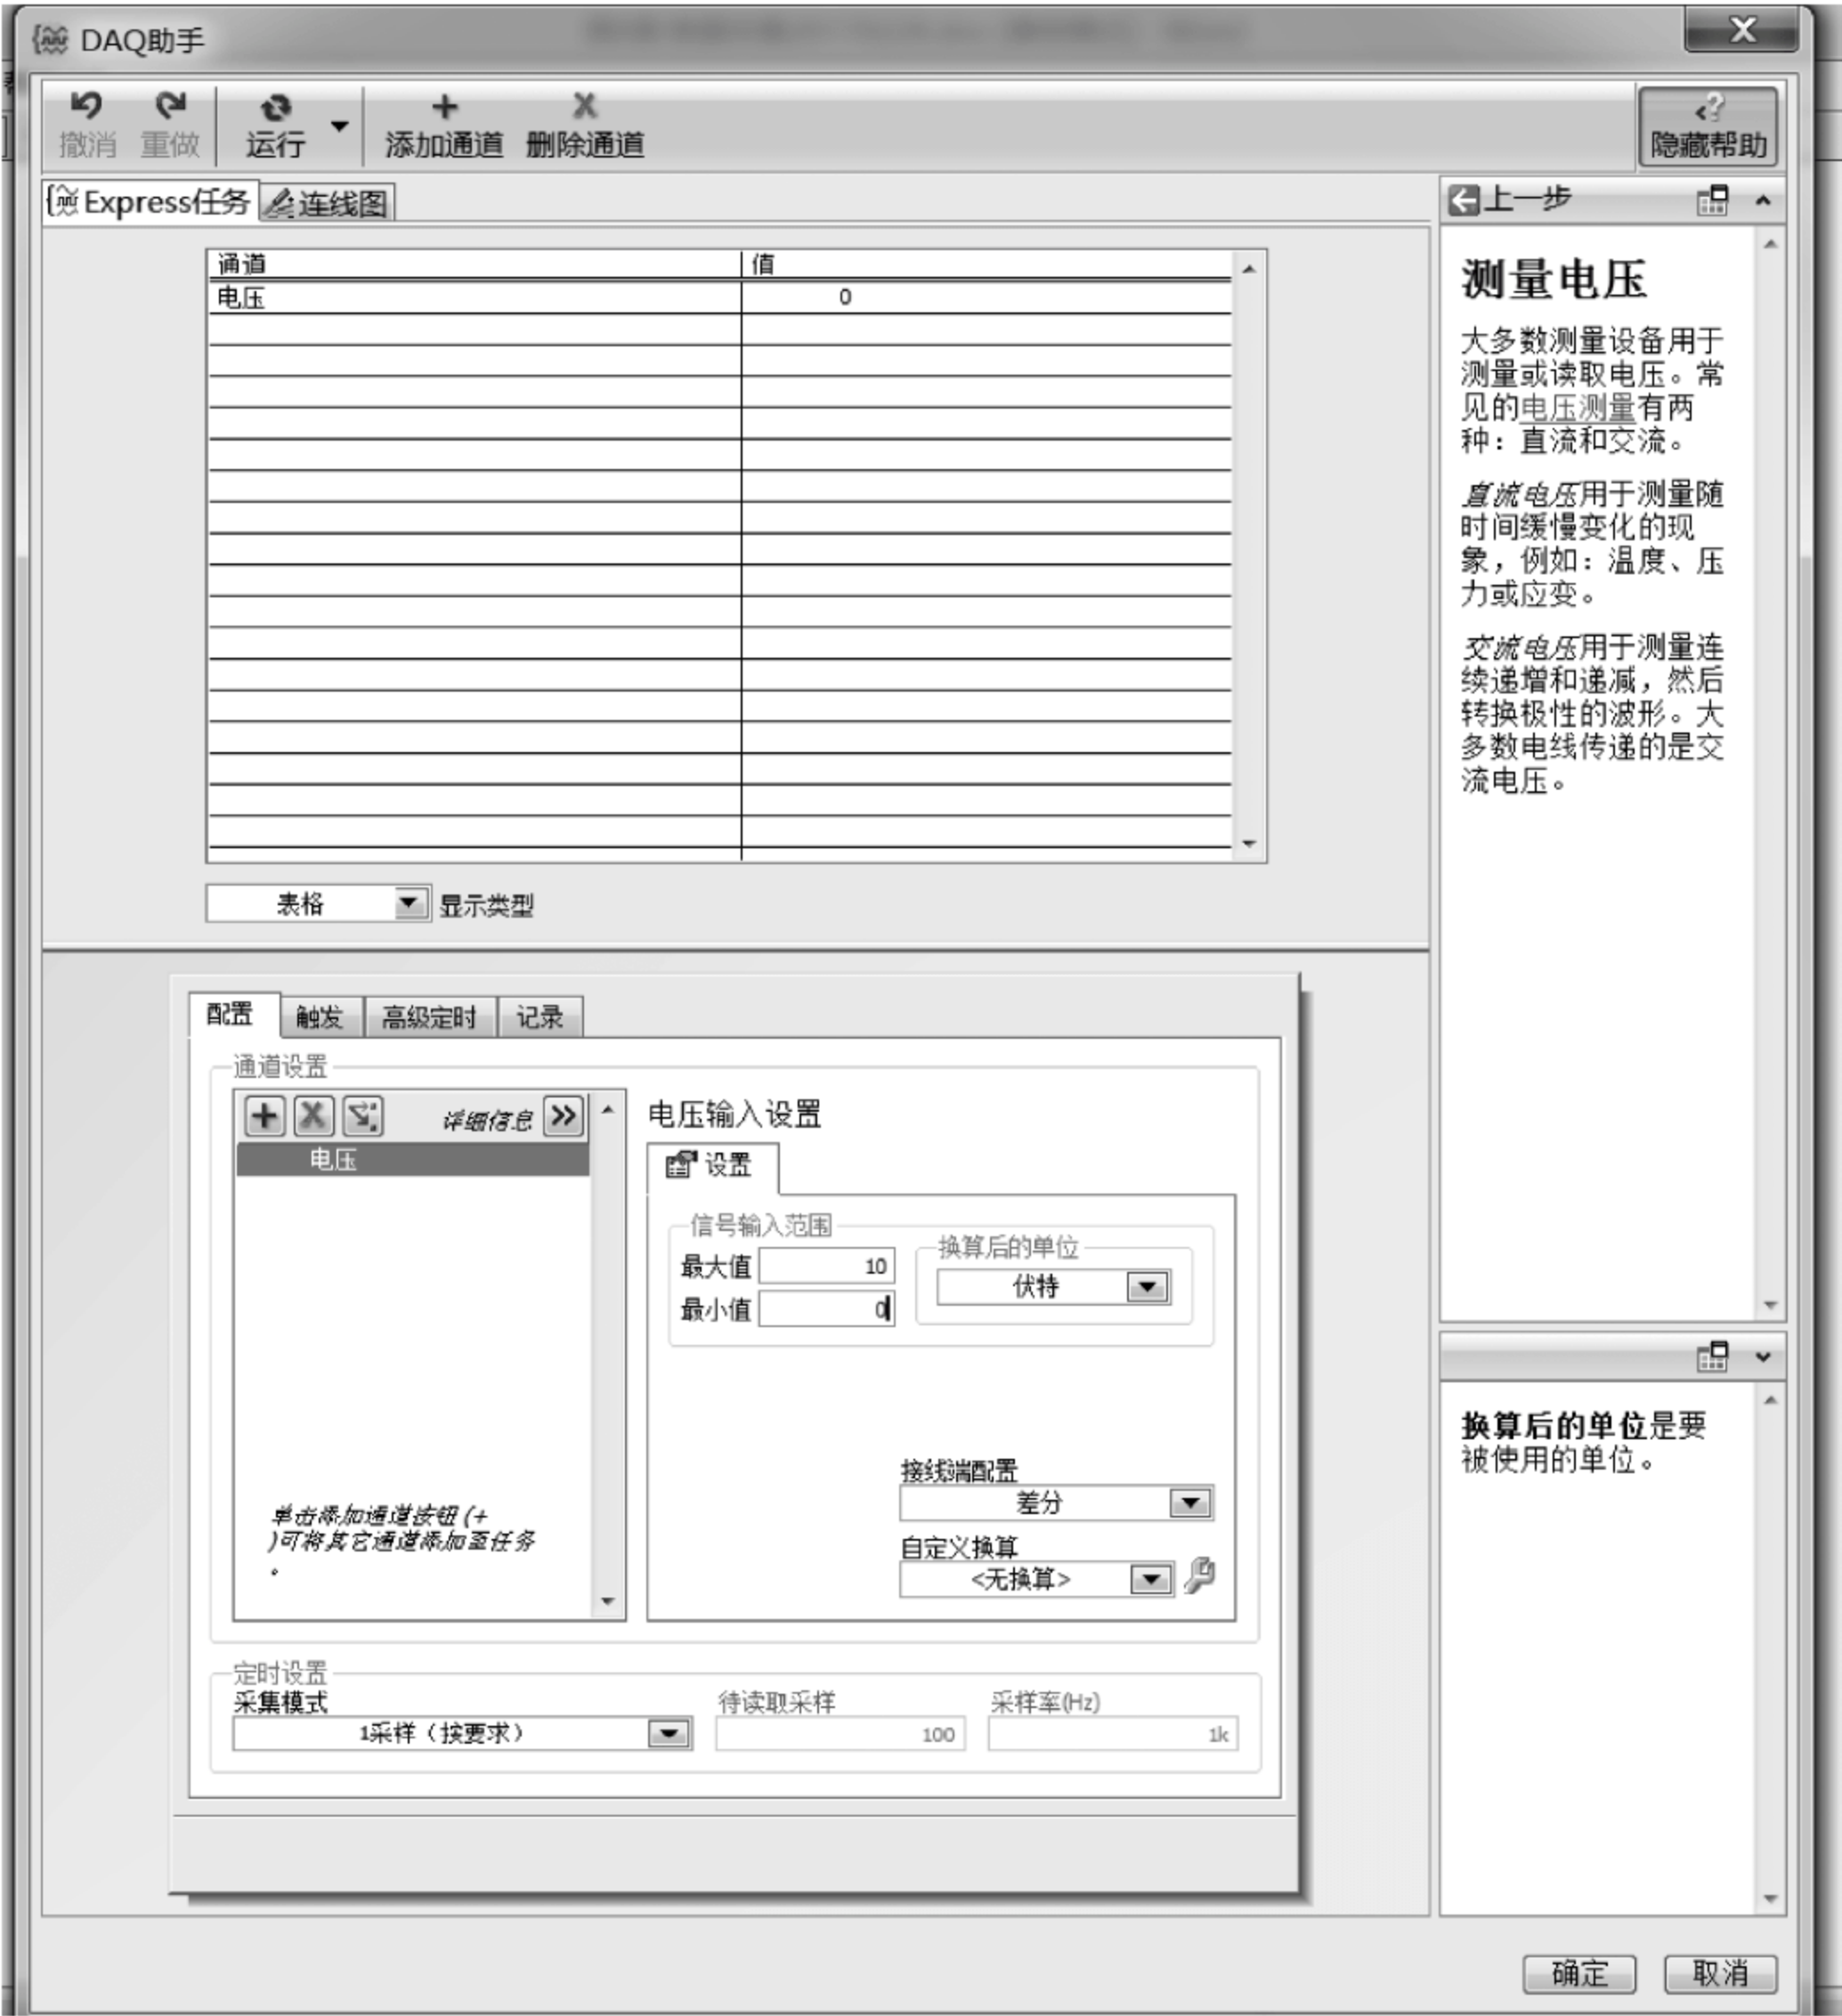 DAQ助手
撤消 重做 运行 添加通道 删除通道 隐藏帮助
Express任务 连线图
通道 值
电压 0
表格 显示类型
配置 触发 高级定时 记录
通道设置
详细信息
电压
单击添加通道按钮(+
)可将其它通道添加至任务
。
电压输入设置
设置
信号输入范围
最大值 10
最小值 0
换算后的单位
伏特
接线端配置
差分
自定义换算
<无换算>
定时设置
采集模式 待读取采样 采样率(Hz)
1采样（按要求） 100 1k
上一步
测量电压
大多数测量设备用于
测量或读取电压。常
见的电压测量有两
种：直流和交流。
直流电压用于测量随
时间缓慢变化的现
象，例如：温度、压
力或应变。
交流电压用于测量连
续递增和递减，然后
转换极性的波形。大
多数电线传递的是交
流电压。
换算后的单位是要
被使用的单位。
确定 取消